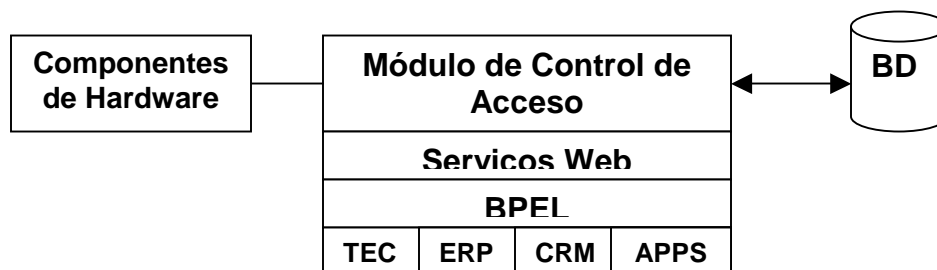 Componentes
de Hardware
Módulo de Control de
Acceso
BD
Servicos Web
BPEL
TEC ERP CRM APPS